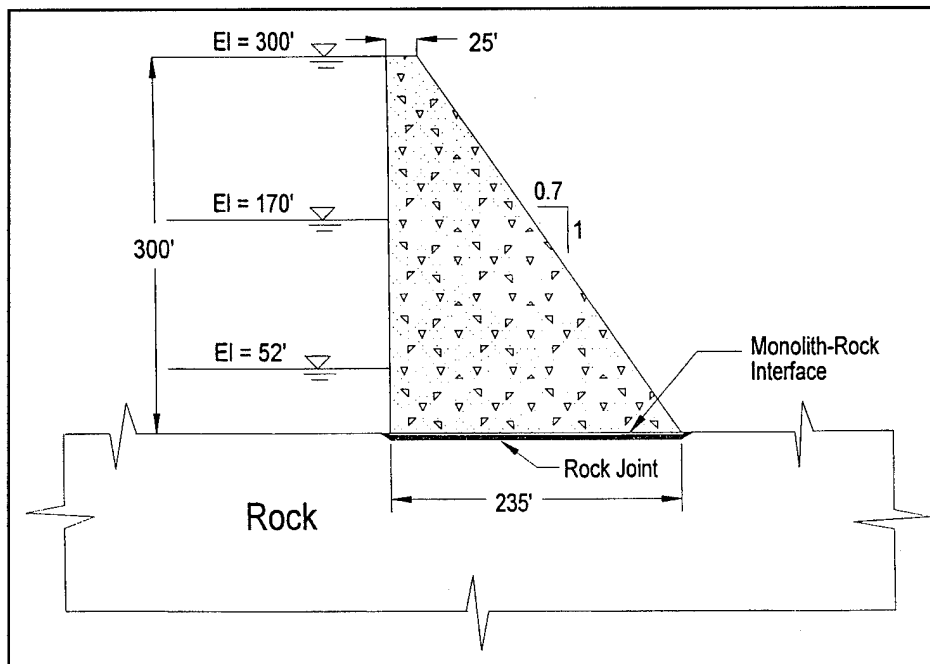 El = 300'
25'
El = 170'
0.7
1
300'
El = 52'
Monolith-Rock
Interface
Rock Joint
235'
Rock